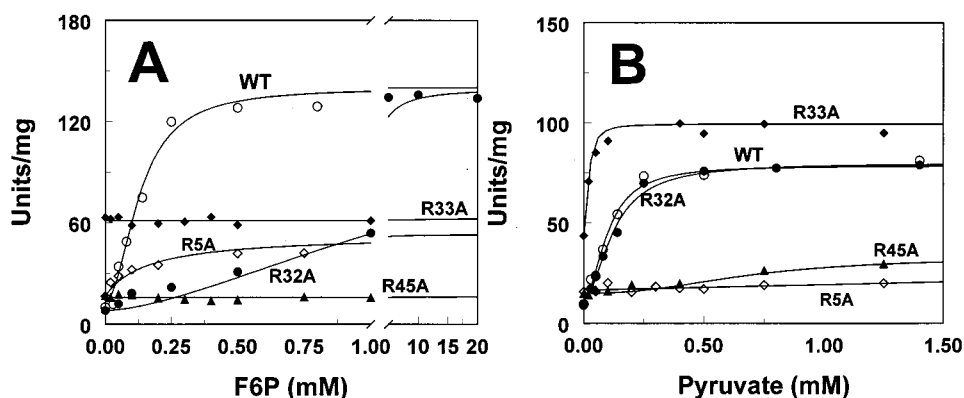 A
180
120
60
0
Units/mg
WT
R33A
R5A
R32A
R45A
0.00 0.25 0.50 0.75 1.00 10 15 20
F6P (mM)
B
150
100
50
0
Units/mg
R33A
WT
R32A
R45A
R5A
0.00 0.50 1.00 1.50
Pyruvate (mM)